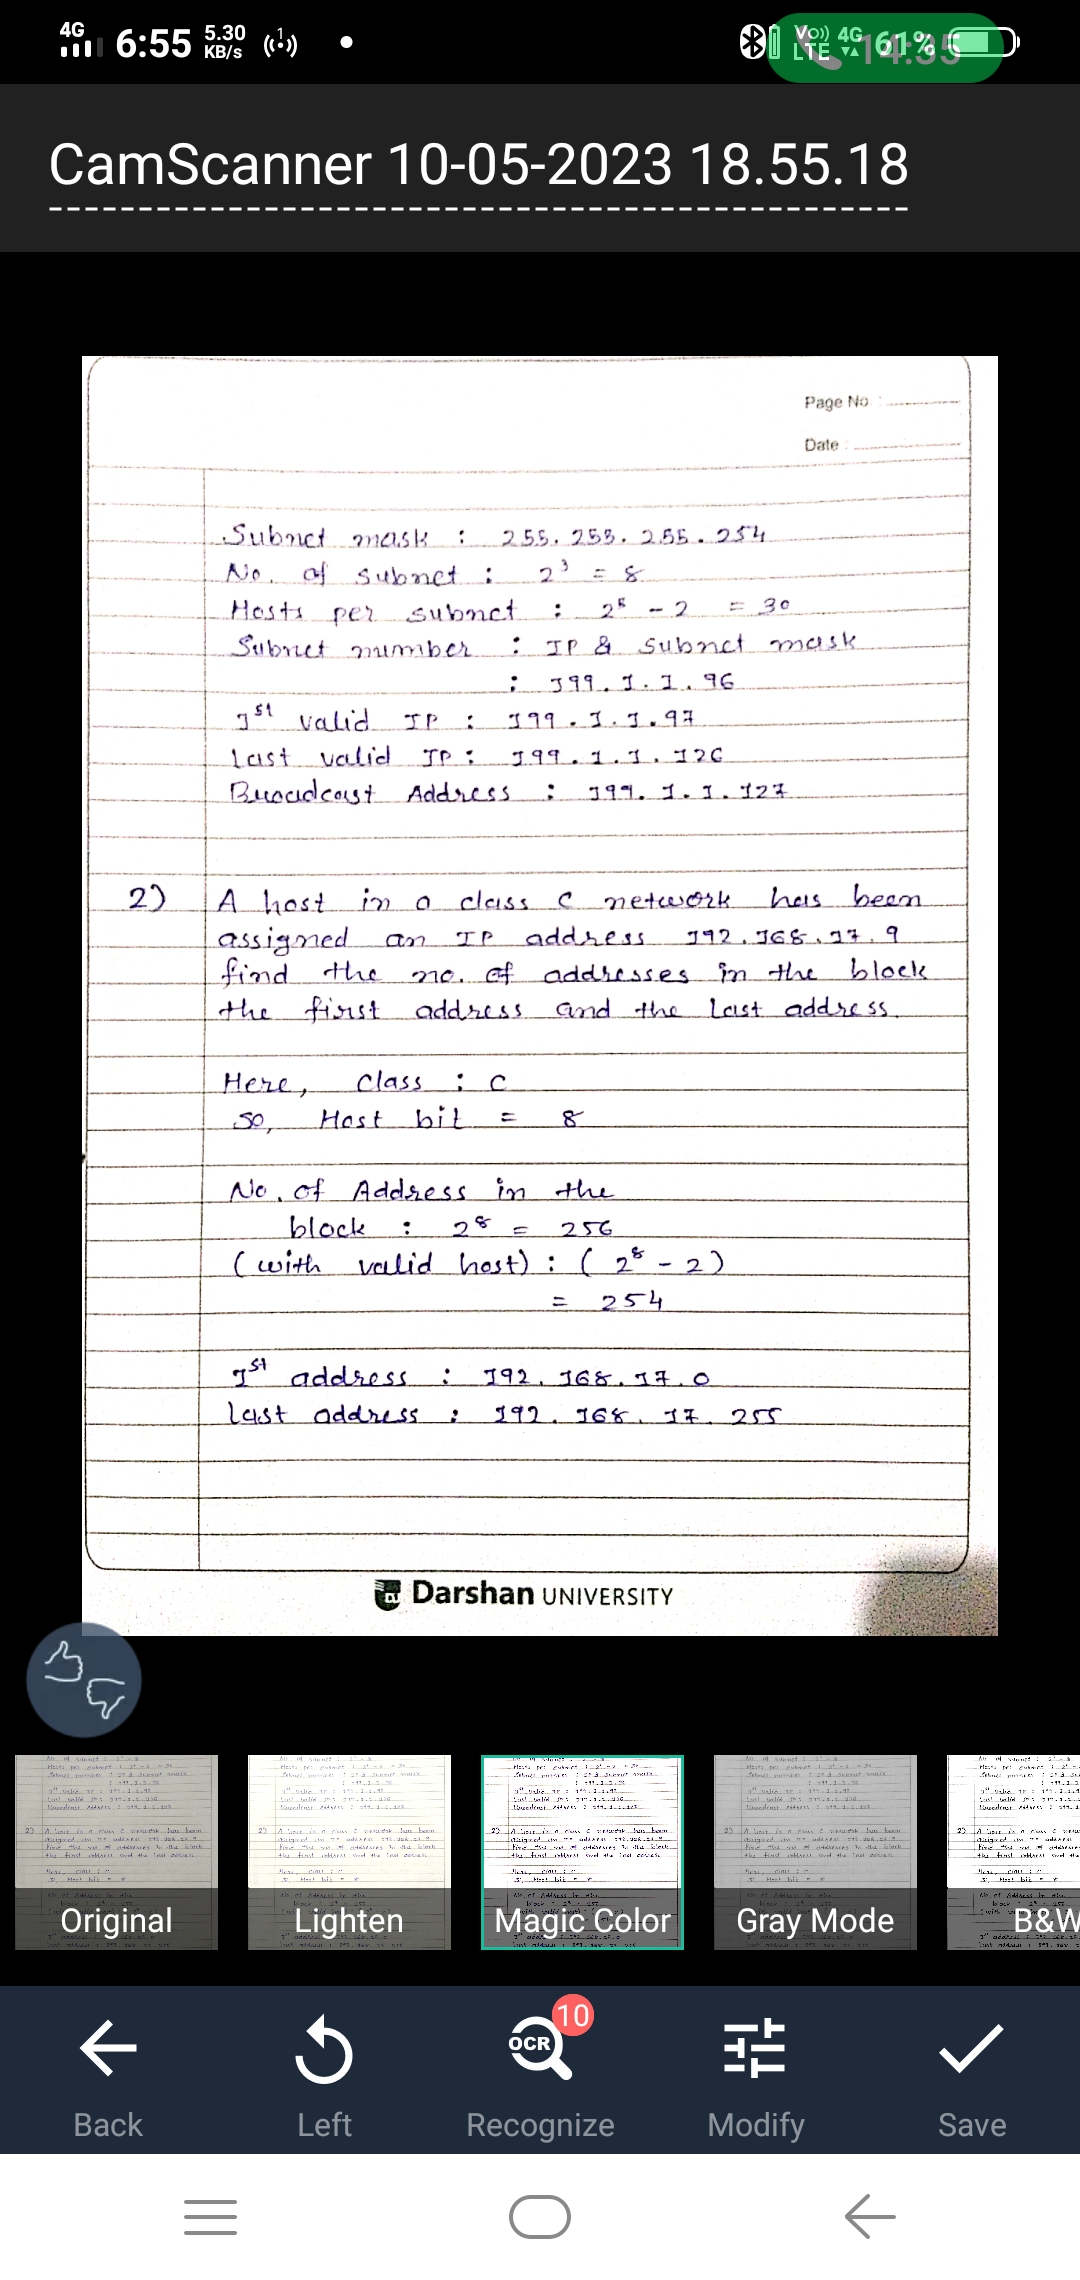 4G 6:55 5.30 KB/s 1 Vo)) LTE 4G 61% 14:35
CamScanner 10-05-2023 18.55.18
Page No :
Date :
Subnet mask : 255.255.255.254
No. of subnet : 2³ = 8
Hosts per subnet : 2⁵ - 2 = 30
Subnet number : IP & subnet mask
: 199.1.1.96
1st valid IP : 199.1.1.97
Last valid IP : 199.1.1.126
Broadcast Address : 199.1.1.127
2) A host in a class C network has been
assigned an IP address 192.168.17.9
find the no. of addresses in the block
the first address and the last address.
Here, Class : C
so, Host bit = 8
No. of Address in the
block : 2⁸ = 256
(with valid host) : (2⁸ - 2)
= 254
1st address : 192.168.17.0
Last address : 192.168.17.255
Darshan UNIVERSITY
Original Lighten Magic Color Gray Mode B&W
OCR 10
Back Left Recognize Modify Save